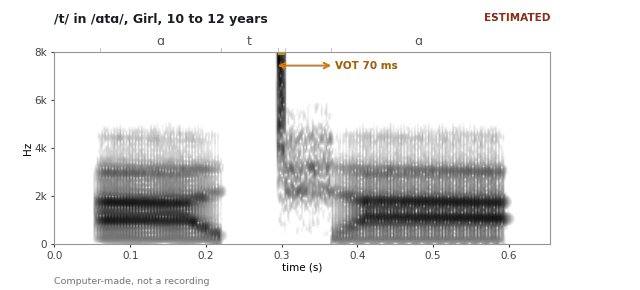 /t/ in /ɑtɑ/, Girl, 10 to 12 years
ESTIMATED
ɑ t ɑ
8k
6k
4k
2k
0
Hz
VOT 70 ms
0.0 0.1 0.2 0.3 0.4 0.5 0.6
time (s)
Computer-made, not a recording